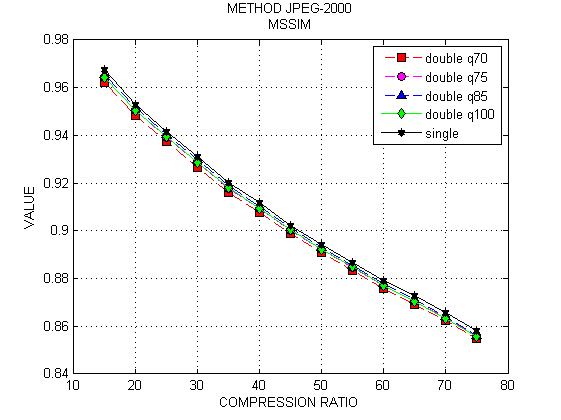 METHOD JPEG-2000
MSSIM
0.98
0.96
0.94
0.92
0.9
0.88
0.86
0.84
VALUE
double q70
double q75
double q85
double q100
single
10 20 30 40 50 60 70 80
COMPRESSION RATIO